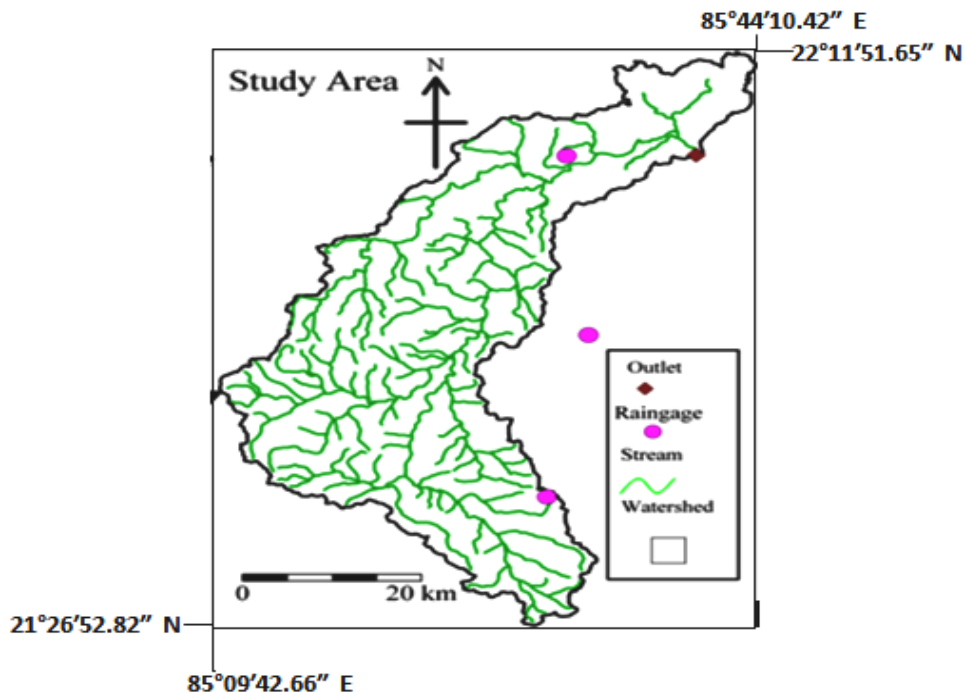 85°44′10.42″ E
22°11′51.65″ N
Study Area
N
Outlet
Raingage
Stream
Watershed
0 20 km
21°26′52.82″ N
85°09′42.66″ E